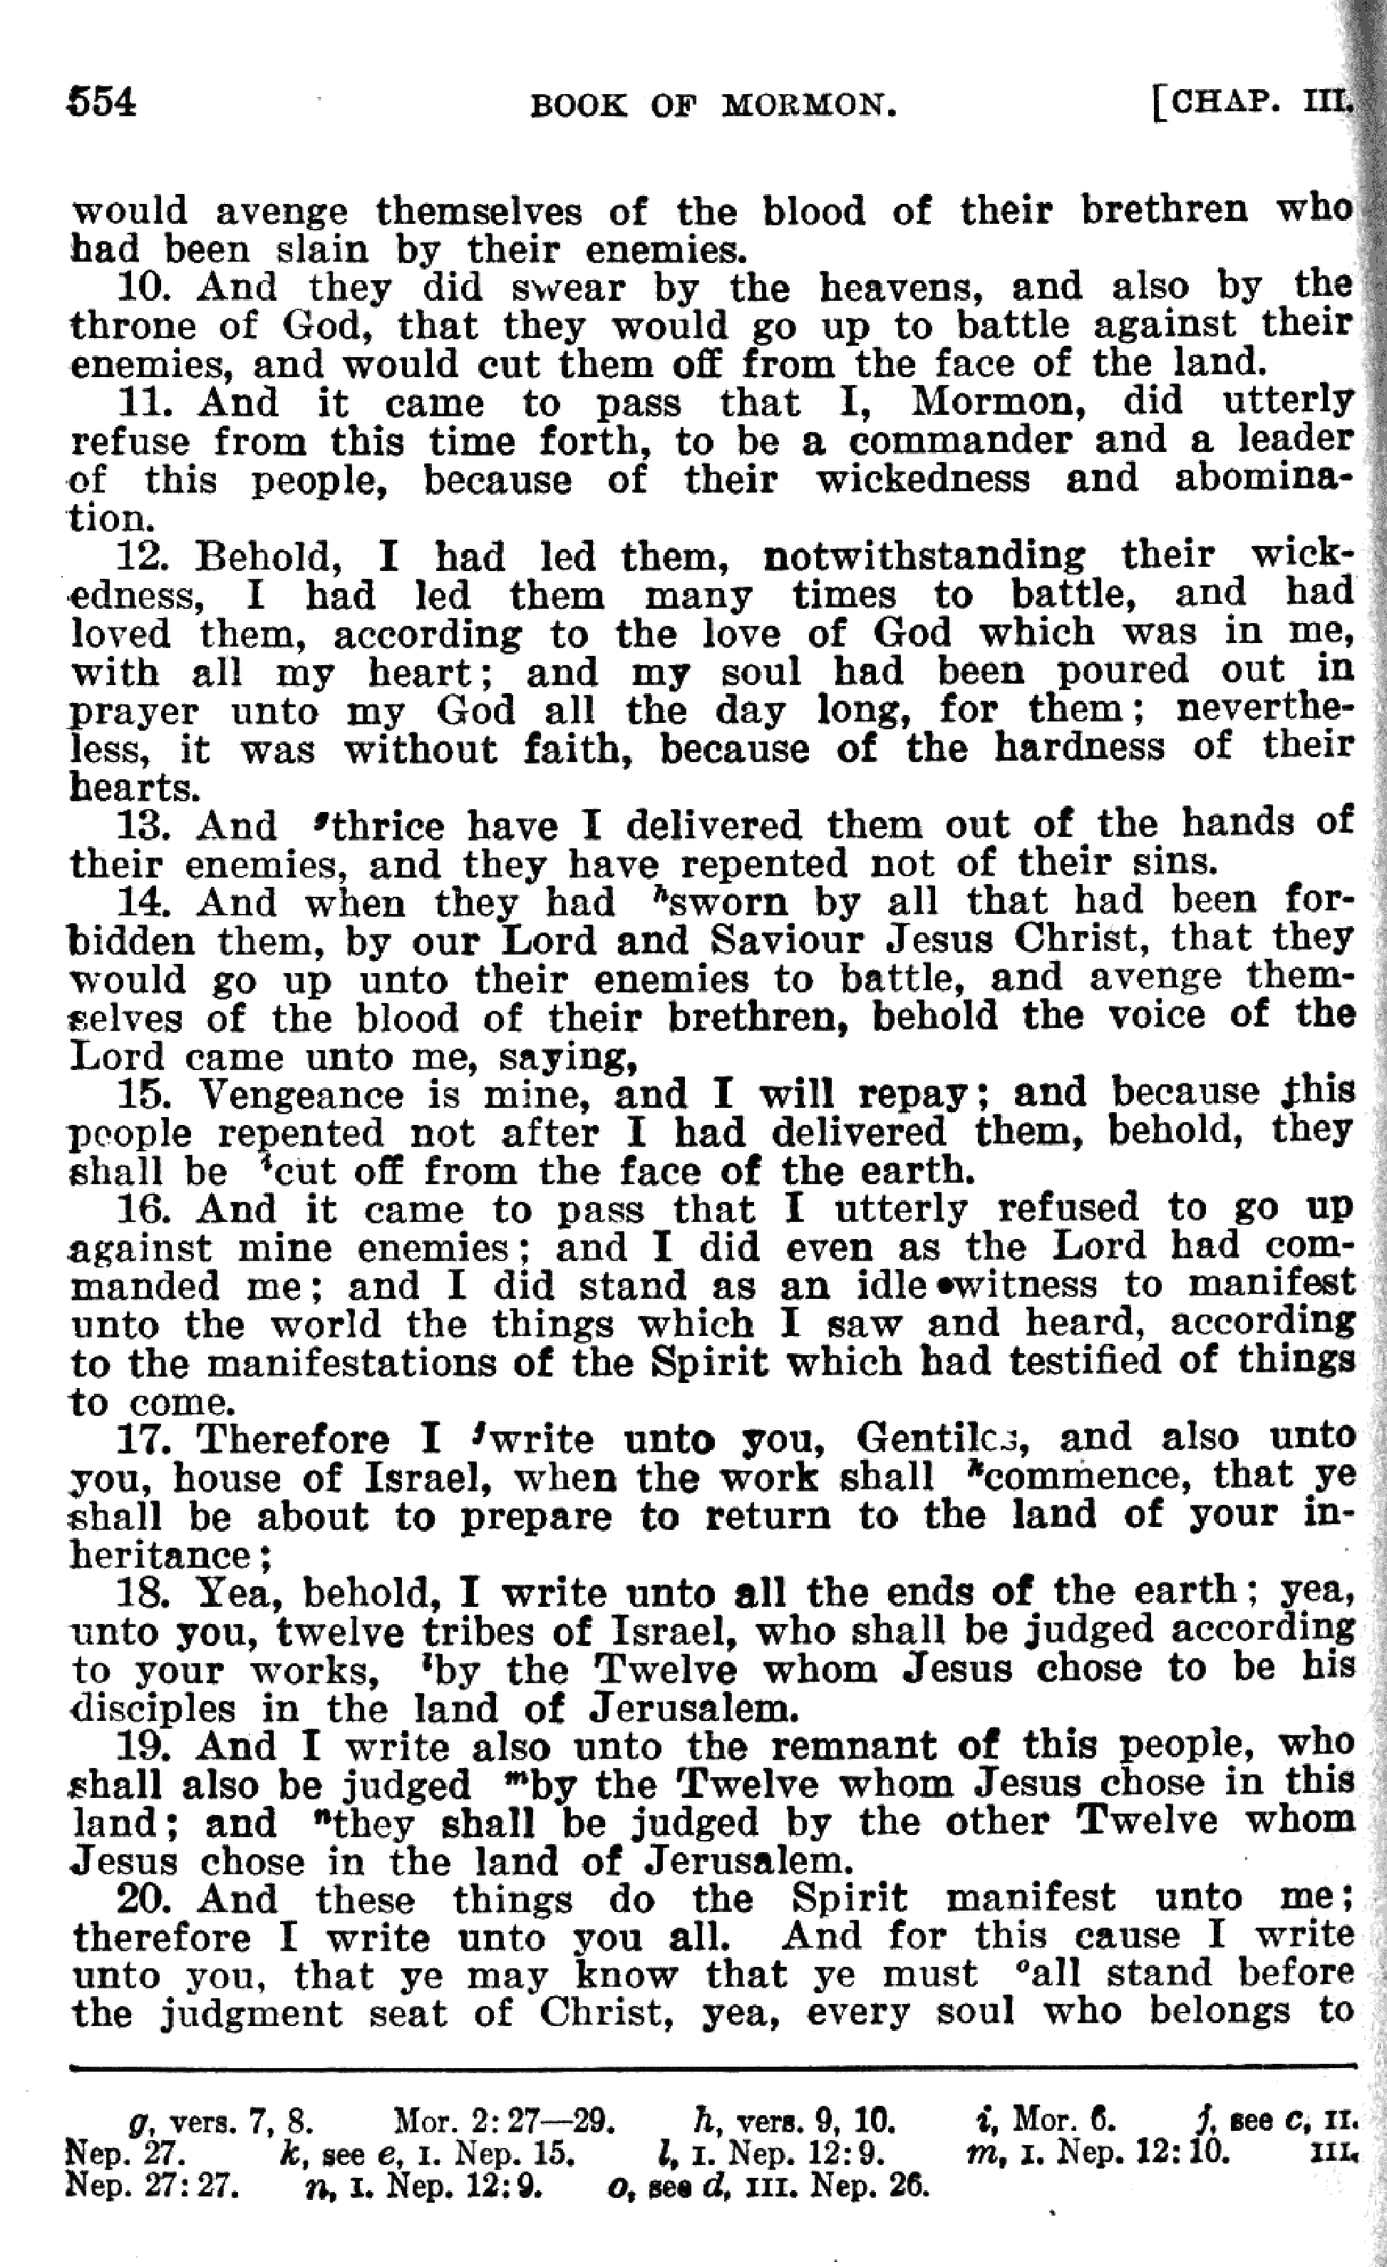 554 BOOK OF MORMON. [CHAP. III.
would avenge themselves of the blood of their brethren who
had been slain by their enemies.
10. And they did swear by the heavens, and also by the
throne of God, that they would go up to battle against their
enemies, and would cut them off from the face of the land.
11. And it came to pass that I, Mormon, did utterly
refuse from this time forth, to be a commander and a leader
of this people, because of their wickedness and abomina-
tion.
12. Behold, I had led them, notwithstanding their wick-
edness, I had led them many times to battle, and had
loved them, according to the love of God which was in me,
with all my heart; and my soul had been poured out in
prayer unto my God all the day long, for them; neverthe-
less, it was without faith, because of the hardness of their
hearts.
13. And gthrice have I delivered them out of the hands of
their enemies, and they have repented not of their sins.
14. And when they had hsworn by all that had been for-
bidden them, by our Lord and Saviour Jesus Christ, that they
would go up unto their enemies to battle, and avenge them-
selves of the blood of their brethren, behold the voice of the
Lord came unto me, saying,
15. Vengeance is mine, and I will repay; and because this
people repented not after I had delivered them, behold, they
shall be icut off from the face of the earth.
16. And it came to pass that I utterly refused to go up
against mine enemies; and I did even as the Lord had com-
manded me; and I did stand as an idle witness to manifest
unto the world the things which I saw and heard, according
to the manifestations of the Spirit which had testified of things
to come.
17. Therefore I jwrite unto you, Gentiles, and also unto
you, house of Israel, when the work shall kcommence, that ye
shall be about to prepare to return to the land of your in-
heritance;
18. Yea, behold, I write unto all the ends of the earth; yea,
unto you, twelve tribes of Israel, who shall be judged according
to your works, lby the Twelve whom Jesus chose to be his
disciples in the land of Jerusalem.
19. And I write also unto the remnant of this people, who
shall also be judged mby the Twelve whom Jesus chose in this
land; and nthey shall be judged by the other Twelve whom
Jesus chose in the land of Jerusalem.
20. And these things do the Spirit manifest unto me;
therefore I write unto you all. And for this cause I write
unto you, that ye may know that ye must oall stand before
the judgment seat of Christ, yea, every soul who belongs to
g, vers. 7, 8. Mor. 2:27—29. h, vers. 9, 10. i, Mor. 6. j, see c, II.
Nep. 27. k, see e, I. Nep. 15. l, I. Nep. 12:9. m, I. Nep. 12:10. III.
Nep. 27:27. n, I. Nep. 12:9. o, see d, III. Nep. 26.